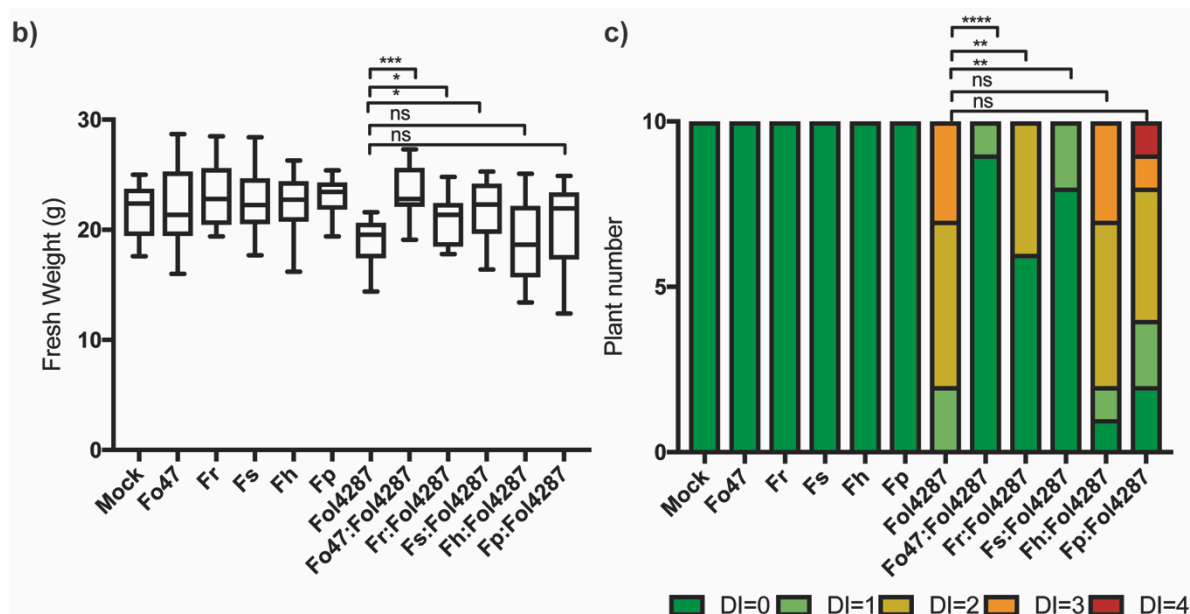 b)
***
*
*
ns
ns
30
20
10
0
Fresh Weight (g)
Mock
Fo47
Fr
Fs
Fh
Fp
Fol4287
Fo47:Fol4287
Fr:Fol4287
Fs:Fol4287
Fh:Fol4287
Fp:Fol4287
c)
****
**
**
ns
ns
10
5
0
Plant number
Mock
Fo47
Fr
Fs
Fh
Fp
Fol4287
Fo47:Fol4287
Fr:Fol4287
Fs:Fol4287
Fh:Fol4287
Fp:Fol4287
DI=0 DI=1 DI=2 DI=3 DI=4